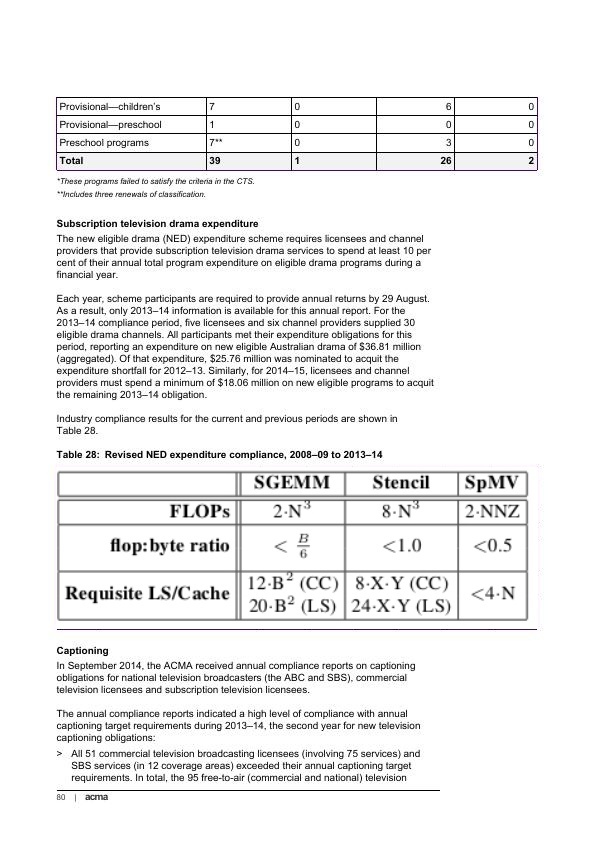 Provisional—children's 7 0 6 0
Provisional—preschool 1 0 0 0
Preschool programs 7** 0 3 0
Total 39 1 26 2
*These programs failed to satisfy the criteria in the CTS.
**Includes three renewals of classification.
Subscription television drama expenditure
The new eligible drama (NED) expenditure scheme requires licensees and channel
providers that provide subscription television drama services to spend at least 10 per
cent of their annual total program expenditure on eligible drama programs during a
financial year.
Each year, scheme participants are required to provide annual returns by 29 August.
As a result, only 2013–14 information is available for this annual report. For the
2013–14 compliance period, five licensees and six channel providers supplied 30
eligible drama channels. All participants met their expenditure obligations for this
period, reporting an expenditure on new eligible Australian drama of $36.81 million
(aggregated). Of that expenditure, $25.76 million was nominated to acquit the
expenditure shortfall for 2012–13. Similarly, for 2014–15, licensees and channel
providers must spend a minimum of $18.06 million on new eligible programs to acquit
the remaining 2013–14 obligation.
Industry compliance results for the current and previous periods are shown in
Table 28.
Table 28: Revised NED expenditure compliance, 2008–09 to 2013–14
SGEMM Stencil SpMV
FLOPs 2·N³ 8·N³ 2·NNZ
flop:byte ratio < B/6 <1.0 <0.5
Requisite LS/Cache 12·B² (CC) 8·X·Y (CC) <4·N
20·B² (LS) 24·X·Y (LS)
Captioning
In September 2014, the ACMA received annual compliance reports on captioning
obligations for national television broadcasters (the ABC and SBS), commercial
television licensees and subscription television licensees.
The annual compliance reports indicated a high level of compliance with annual
captioning target requirements during 2013–14, the second year for new television
captioning obligations:
> All 51 commercial television broadcasting licensees (involving 75 services) and
SBS services (in 12 coverage areas) exceeded their annual captioning target
requirements. In total, the 95 free-to-air (commercial and national) television
80 | acma